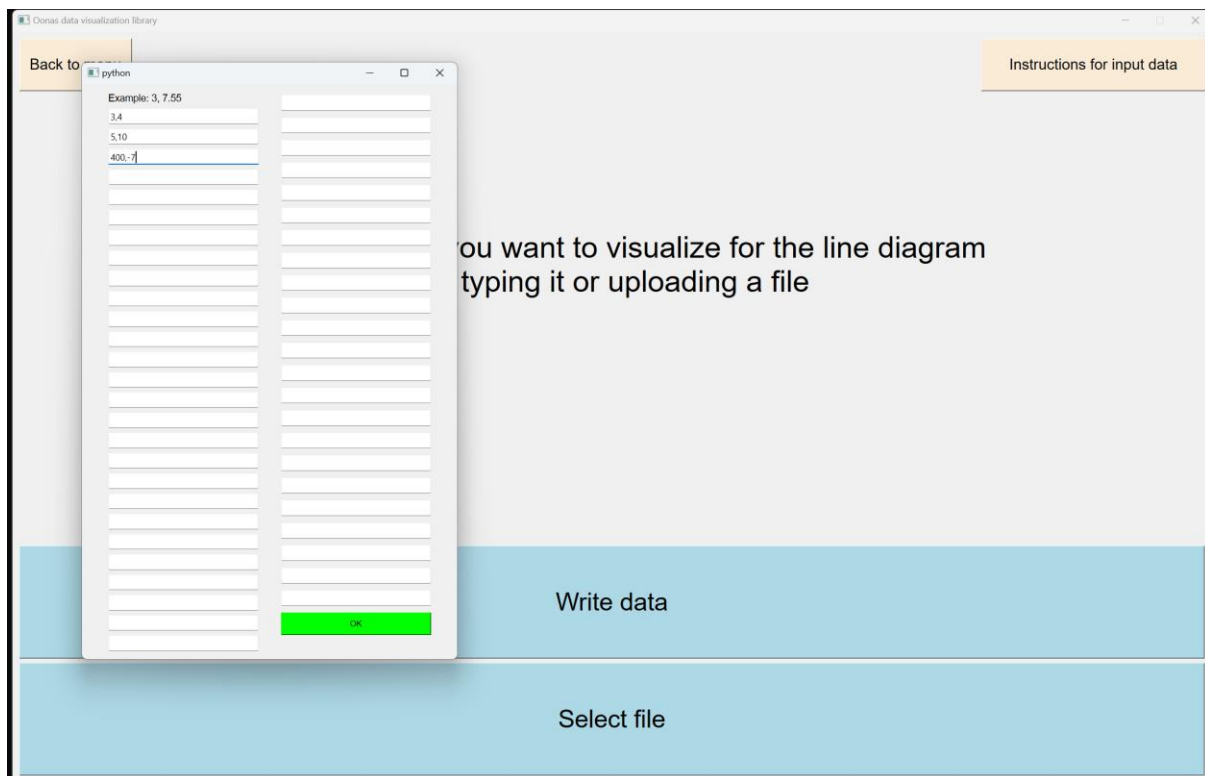 Oonas data visualization library
Back to
Instructions for input data
python
Example: 3, 7.55
3,4
5,10
400,-7
OK
you want to visualize for the line diagram
typing it or uploading a file
Write data
Select file